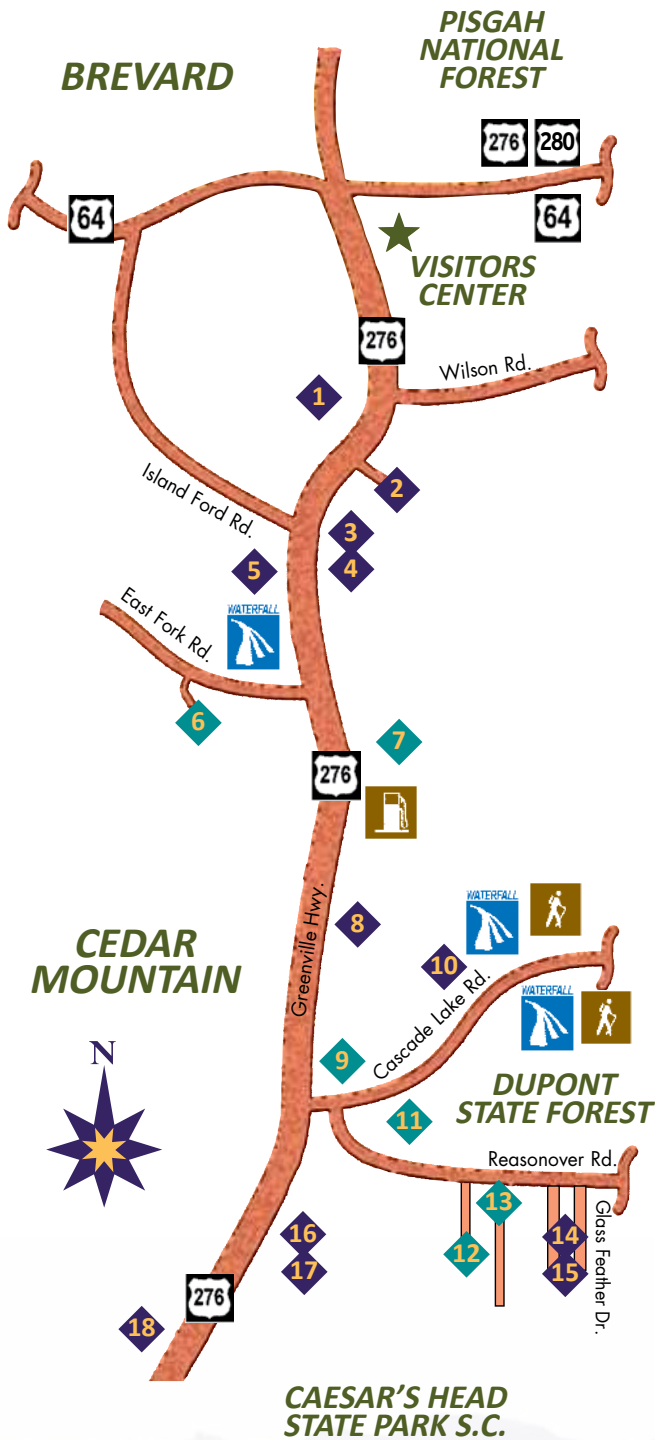 BREVARD
PISGAH
NATIONAL
FOREST
276
280
64
64
VISITORS
CENTER
276
Wilson Rd.
1
2
Island Ford Rd.
3
4
5
East Fork Rd.
WATERFALL
6
7
276
Greenville Hwy.
8
WATERFALL
10
CEDAR
MOUNTAIN
Cascade Lake Rd.
WATERFALL
N
9
DUPONT
STATE FOREST
11
Reasonover Rd.
13
12
14
15
Glass Feather Dr.
16
17
276
18
CAESAR'S HEAD
STATE PARK S.C.